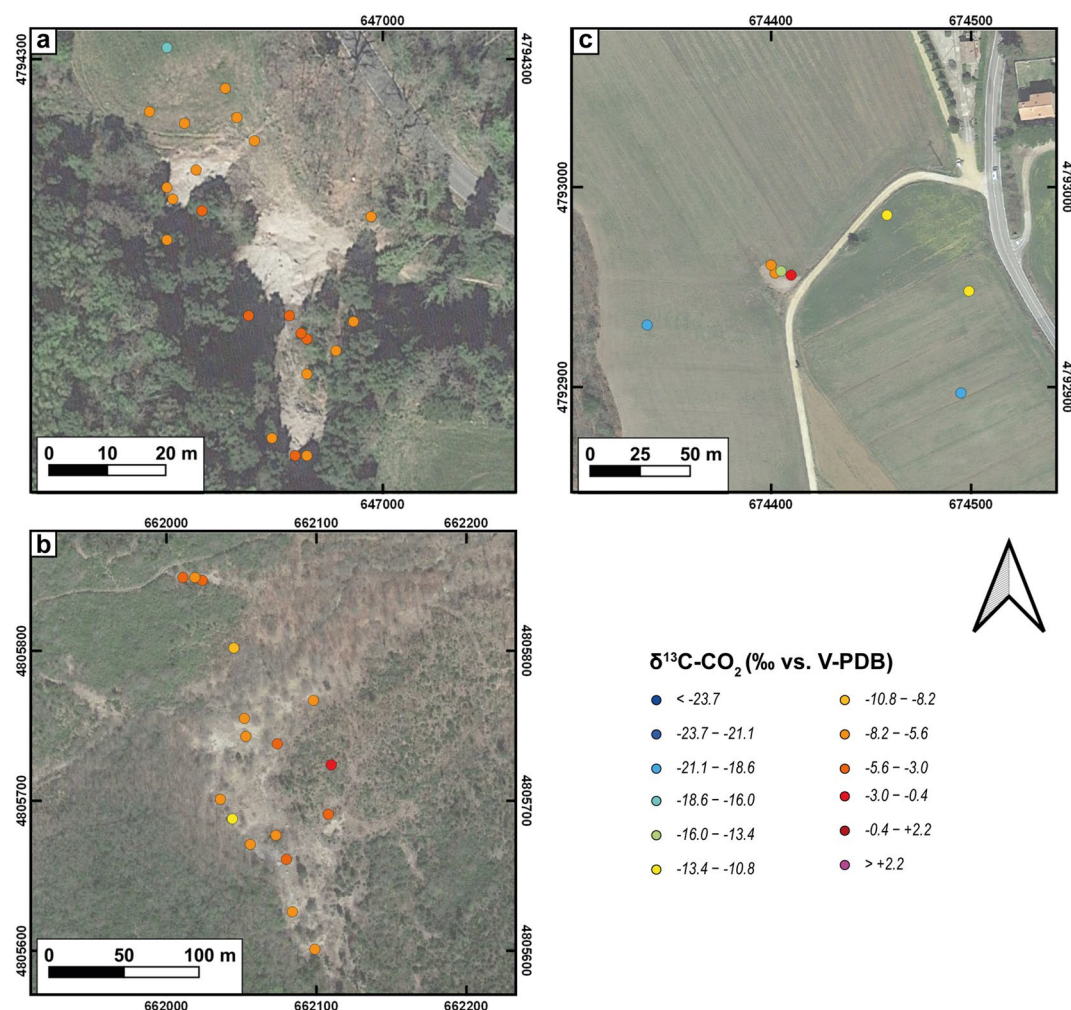 a
647000
4794300
4794300
0 10 20 m
647000
c
674400 674500
4793000
4793000
4792900
4792900
0 25 50 m
674400 674500
b
662000 662100 662200
4805800
4805800
4805700
4805700
4805600
4805600
0 50 100 m
662000 662100 662200
δ¹³C-CO₂ (‰ vs. V-PDB)
< -23.7
-23.7 – -21.1
-21.1 – -18.6
-18.6 – -16.0
-16.0 – -13.4
-13.4 – -10.8
-10.8 – -8.2
-8.2 – -5.6
-5.6 – -3.0
-3.0 – -0.4
-0.4 – +2.2
> +2.2